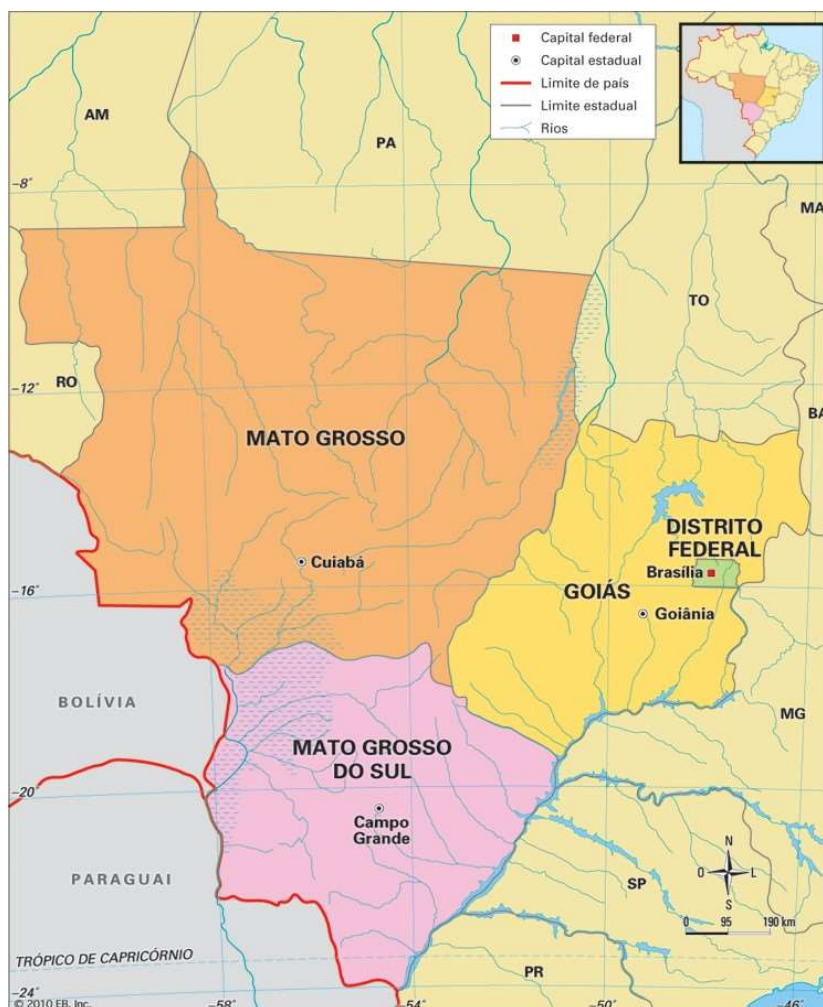 Capital federal
Capital estadual
Limite de país
Limite estadual
Rios
AM
PA
–8°
MA
TO
–12°
RO
BA
MATO GROSSO
DISTRITO
FEDERAL
Cuiabá
Brasília
–16°
GOIÁS
Goiânia
BOLÍVIA
MG
MATO GROSSO
DO SUL
–20°
Campo
Grande
PARAGUAI
N
O
L
S
SP
0 95 190 km
TRÓPICO DE CAPRICÓRNIO
PR
–24°
© 2010 EB, Inc.
–58°
–54°
–50°
–46°